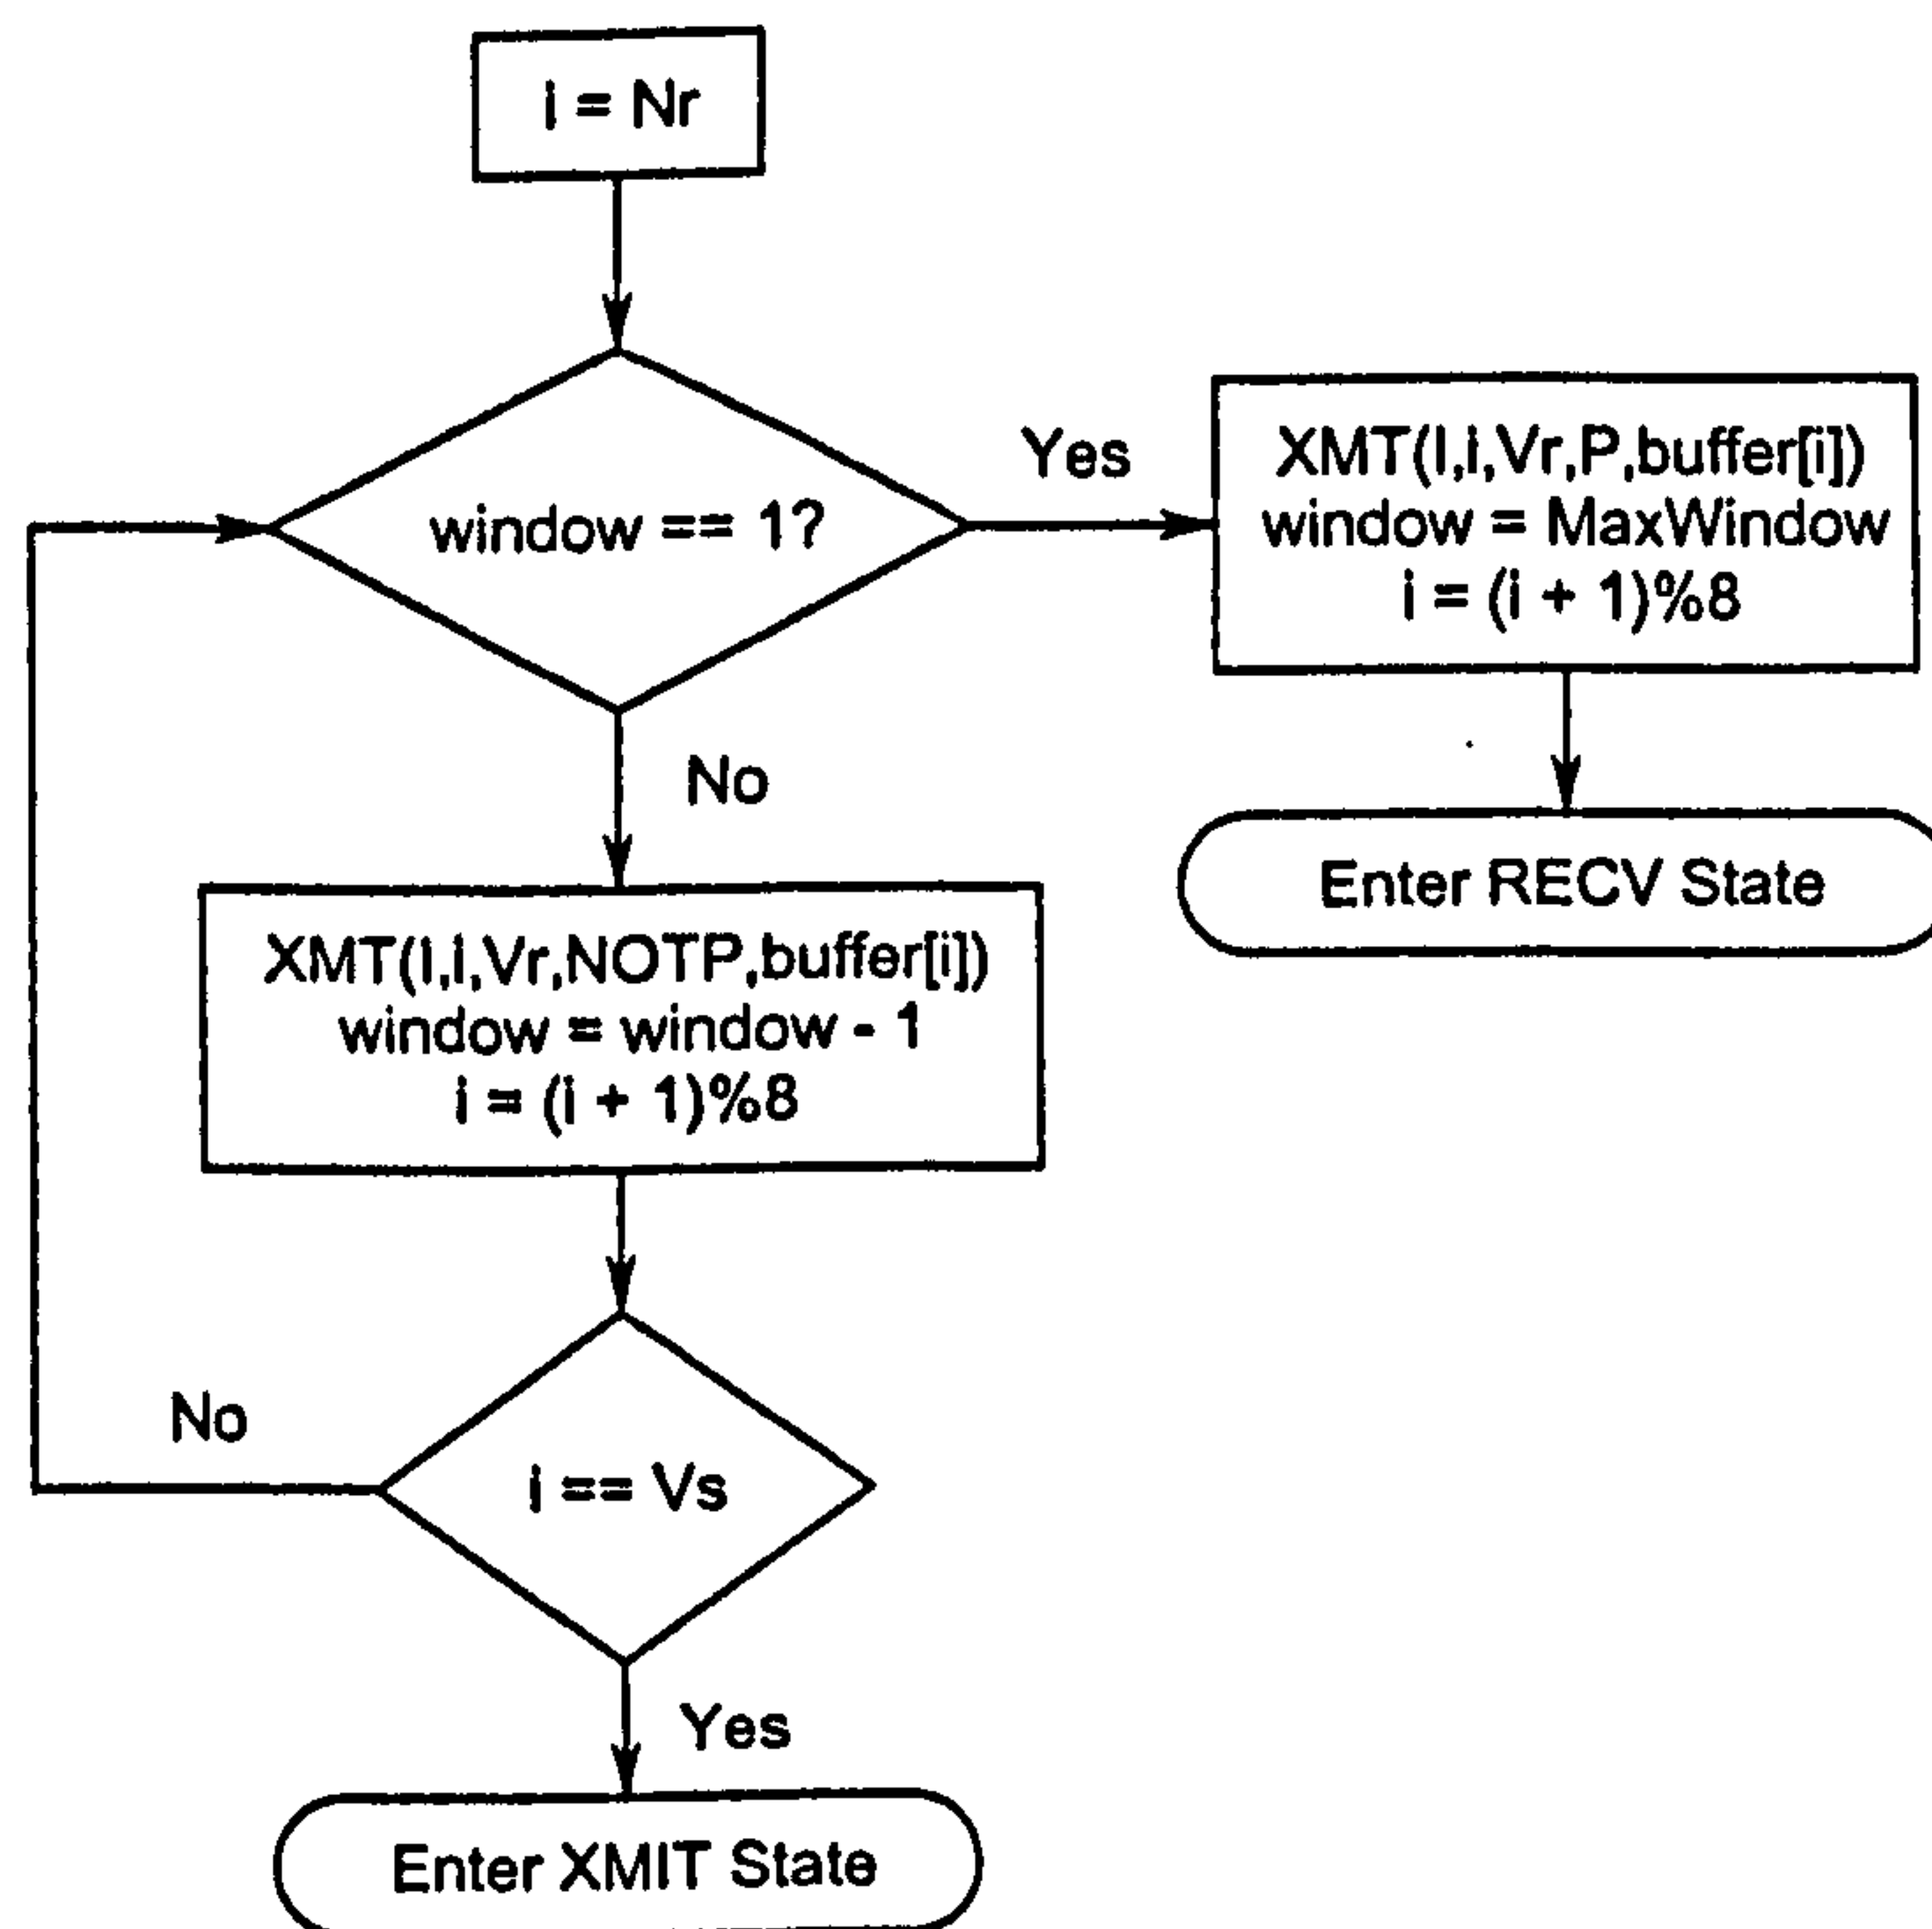 i = Nr
window == 1?
Yes
XMT(I,i,Vr,P,buffer[i])
window = MaxWindow
i = (i + 1)%8
No
Enter RECV State
XMT(I,i,Vr,NOTP,buffer[i])
window = window - 1
i = (i + 1)%8
No
i == Vs
Yes
Enter XMIT State